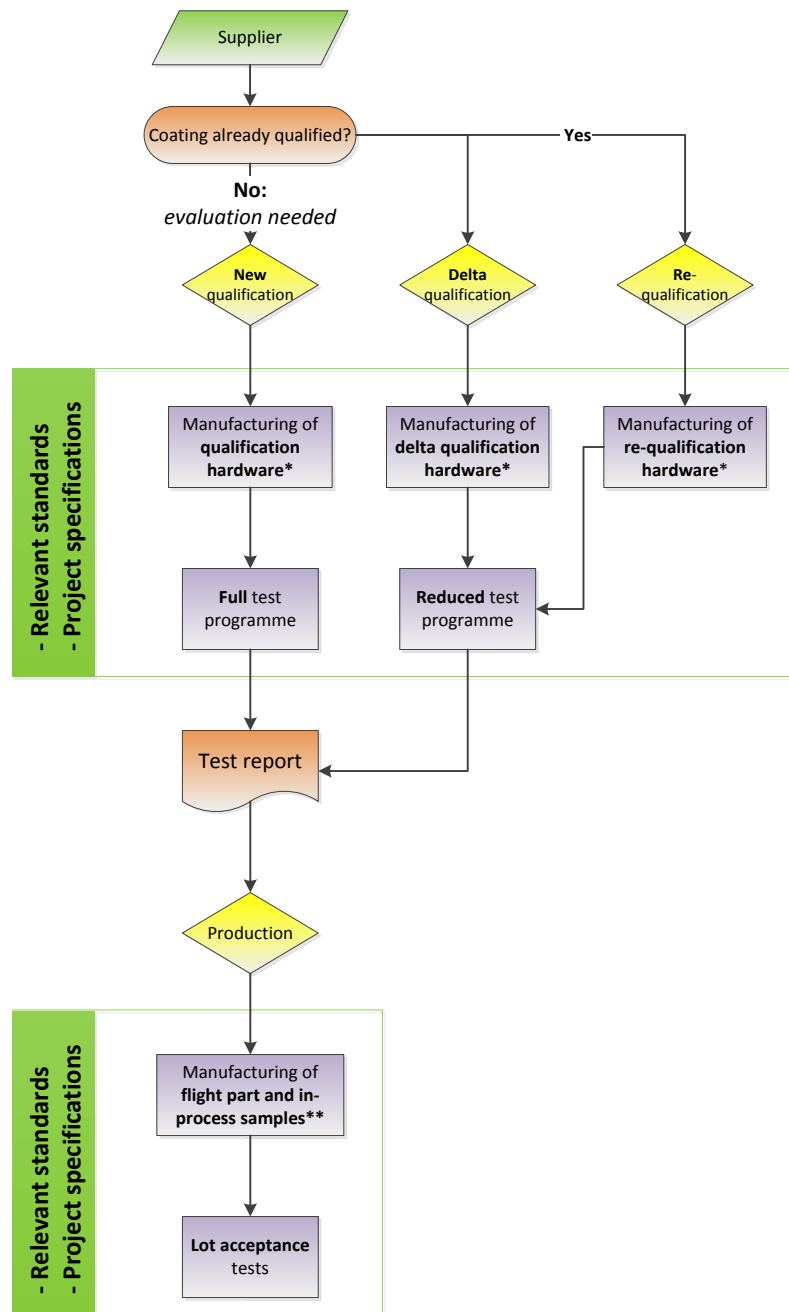 Supplier
Coating already qualified?
Yes
No:
evaluation needed
New
qualification
Delta
qualification
Re-
qualification
- Relevant standards
- Project specifications
Manufacturing of
qualification
hardware*
Manufacturing of
delta qualification
hardware*
Manufacturing of
re-qualification
hardware*
Full test
programme
Reduced test
programme
Test report
Production
- Relevant standards
- Project specifications
Manufacturing of
flight part and in-
process samples**
Lot acceptance
tests